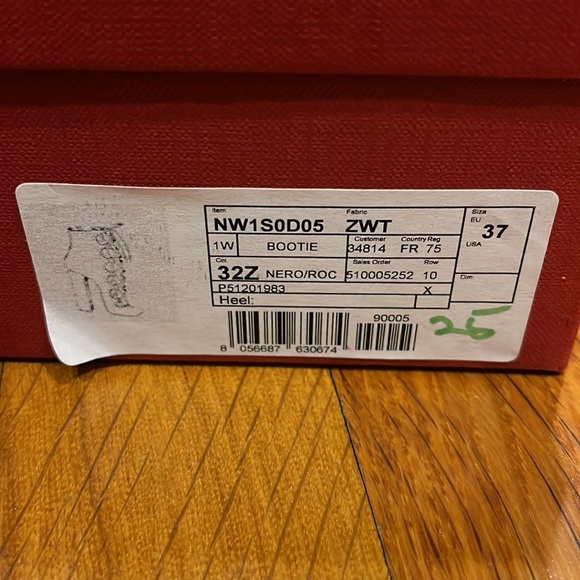 Item Fabric Size
NW1S0D05 ZWT EU 37
1W BOOTIE Customer 34814 Country Reg FR 75 USA
Col Sales Order Row
32Z NERO/ROC 510005252 10 Dim
P51201983 X
Heel:
90005
8 056687 630674
25